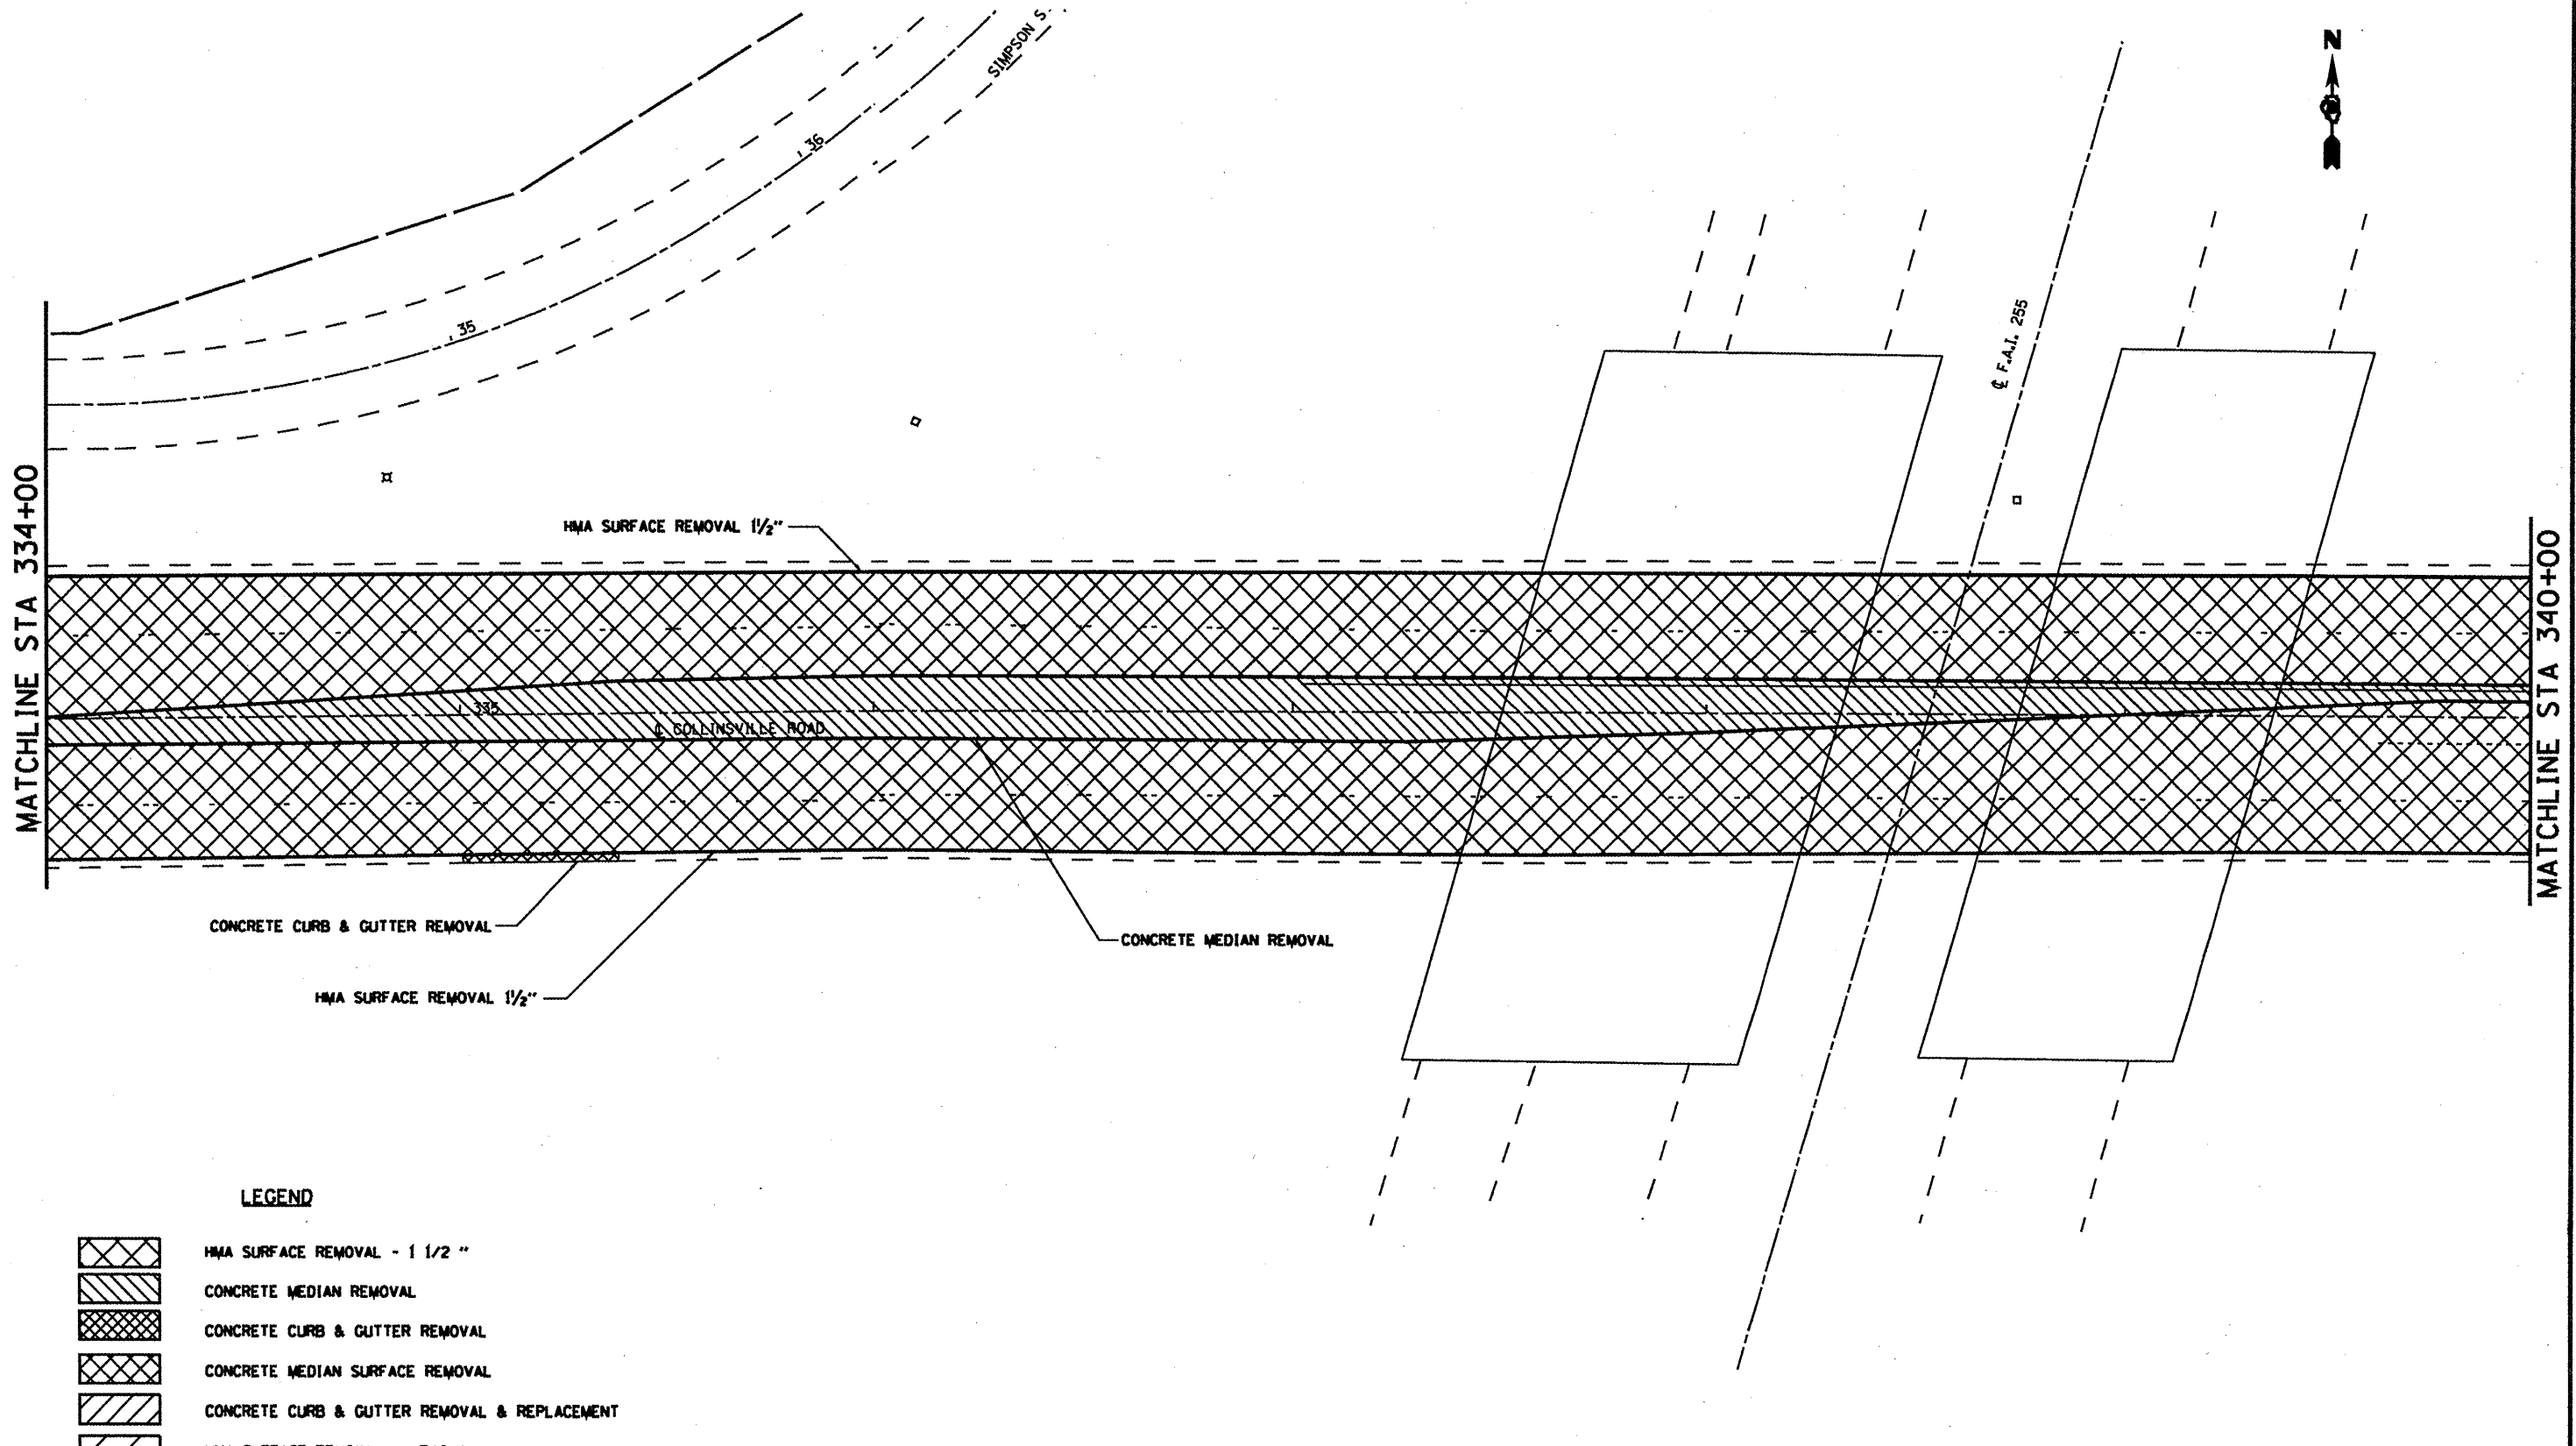 SIMPSON
N
36
35
℄ F.A.I. 255
MATCHLINE STA 334+00
HMA SURFACE REMOVAL 1½"
MATCHLINE STA 340+00
335
℄ COLLINSVILLE ROAD
CONCRETE CURB & GUTTER REMOVAL
CONCRETE MEDIAN REMOVAL
HMA SURFACE REMOVAL 1½"
LEGEND
HMA SURFACE REMOVAL - 1 1/2 "
CONCRETE MEDIAN REMOVAL
CONCRETE CURB & GUTTER REMOVAL
CONCRETE MEDIAN SURFACE REMOVAL
CONCRETE CURB & GUTTER REMOVAL & REPLACEMENT